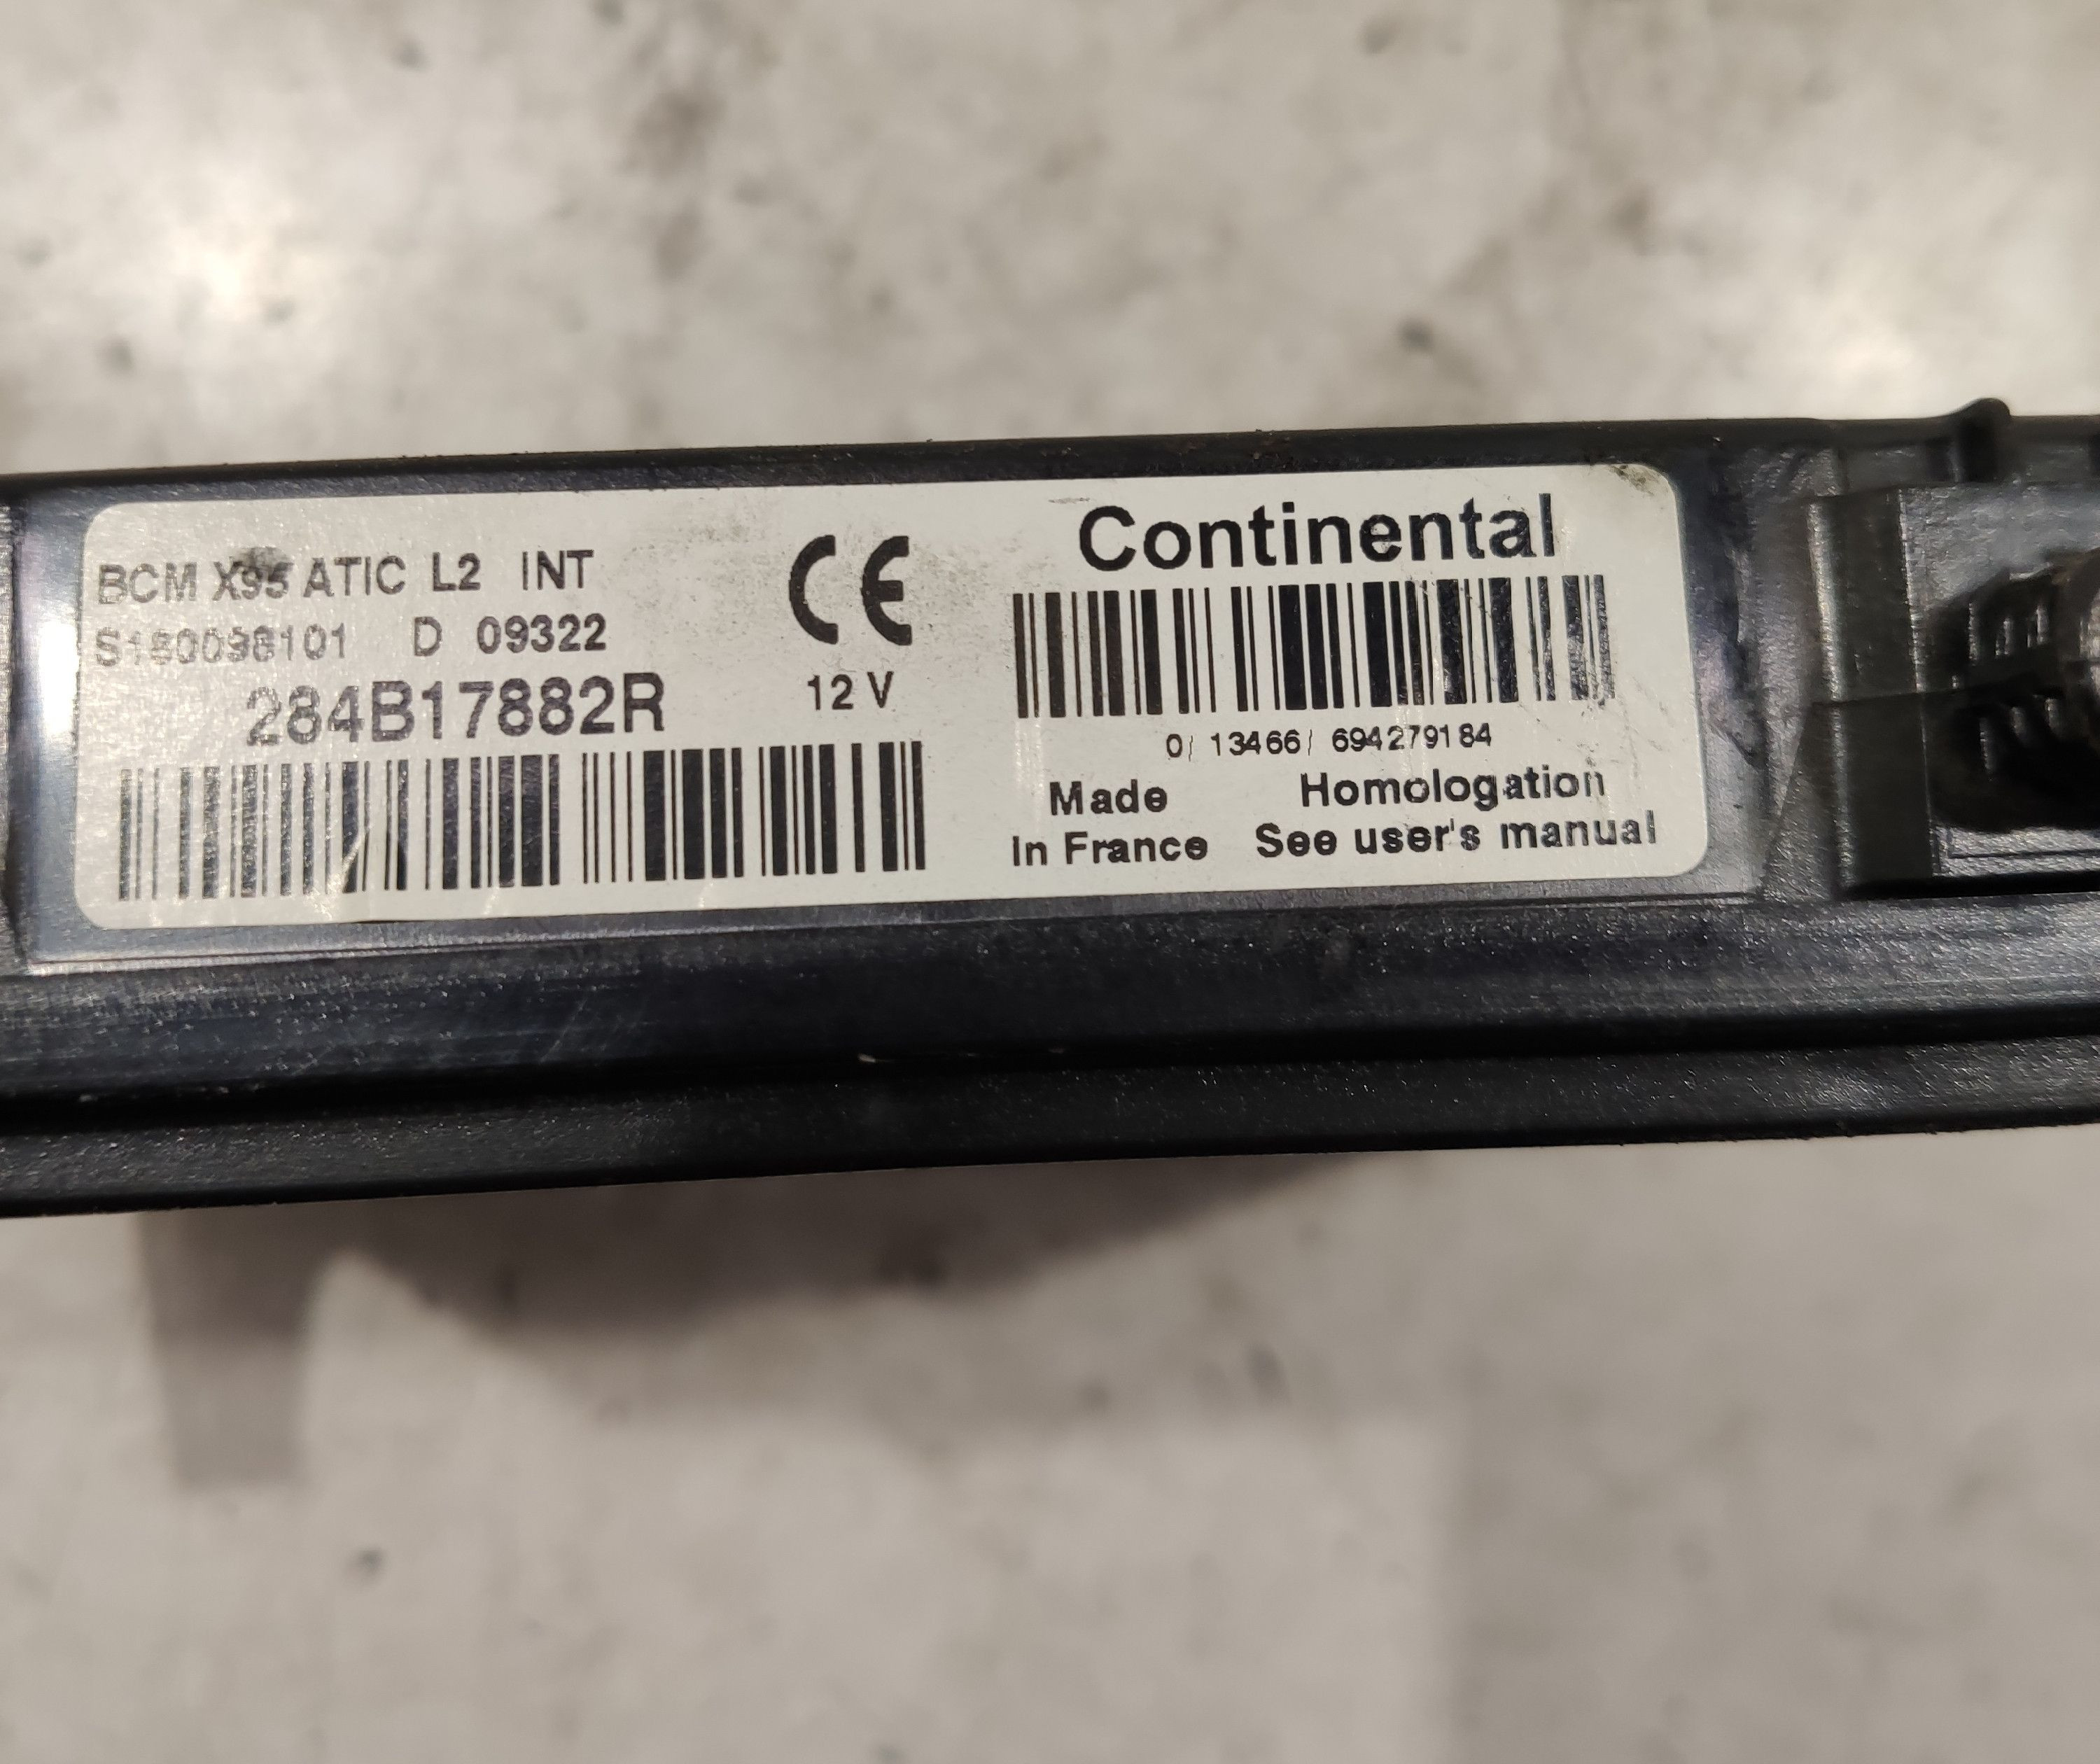 BCM X95 ATIC L2 INT
S180098101 D 09322
284B17882R
CE
12 V
Continental
0/ 13466/ 694279184
Made
in France
Homologation
See user's manual